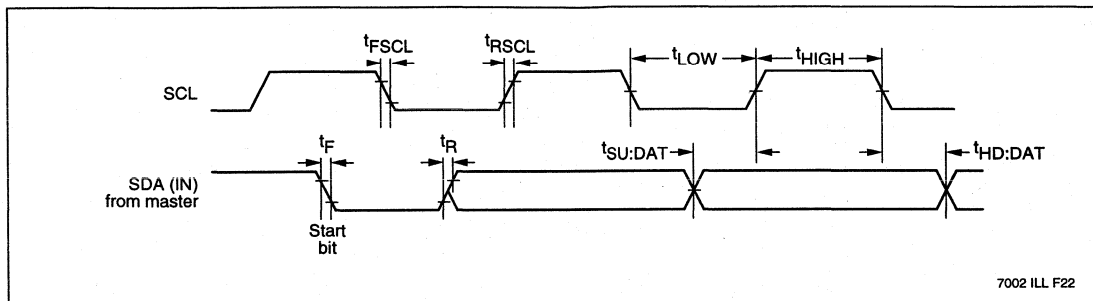 tFSCL
tRSCL
tLOW
tHIGH
SCL
tF
tR
tSU:DAT
tHD:DAT
SDA (IN)
from master
Start
bit
7002 ILL F22